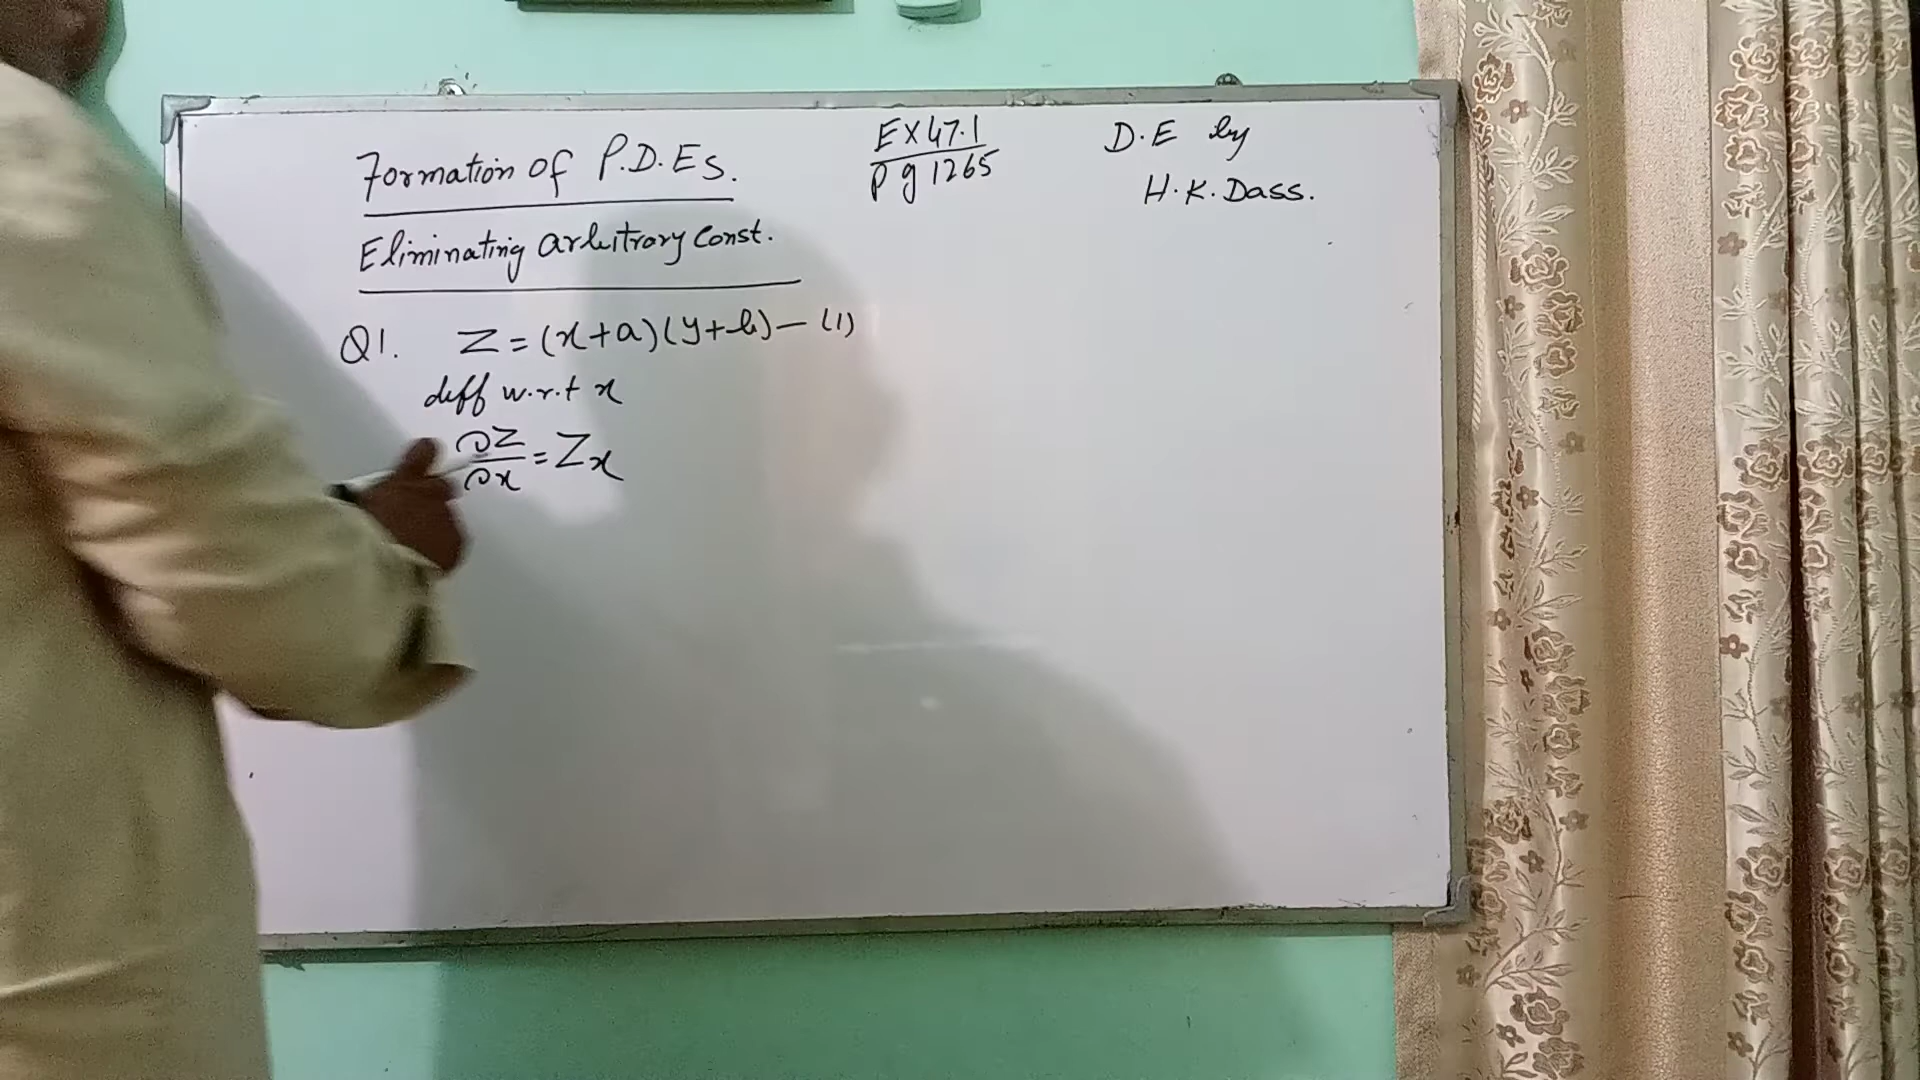 Formation of P.D.Es.
Eliminating arbitrary Const.
EX 47.1
pg 1265
D.E by
H.K.Dass.
Q1. Z = (x+a)(y+b) — (1)
diff w.r.t x
∂Z/∂x = Zx